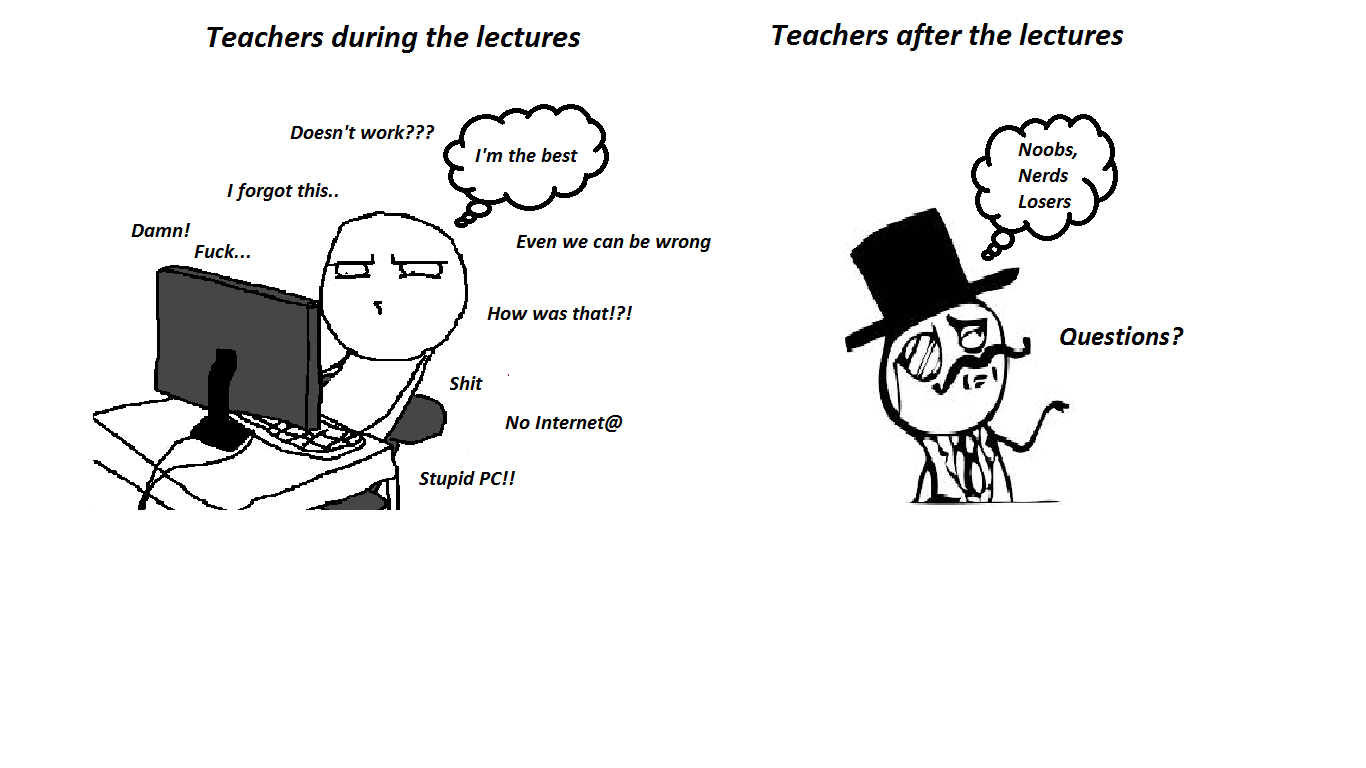 Teachers during the lectures
Teachers after the lectures
Doesn't work???
I'm the best
I forgot this..
Damn!
Fuck...
Even we can be wrong
How was that!?!
Shit
No Internet@
Stupid PC!!
Noobs,
Nerds
Losers
Questions?